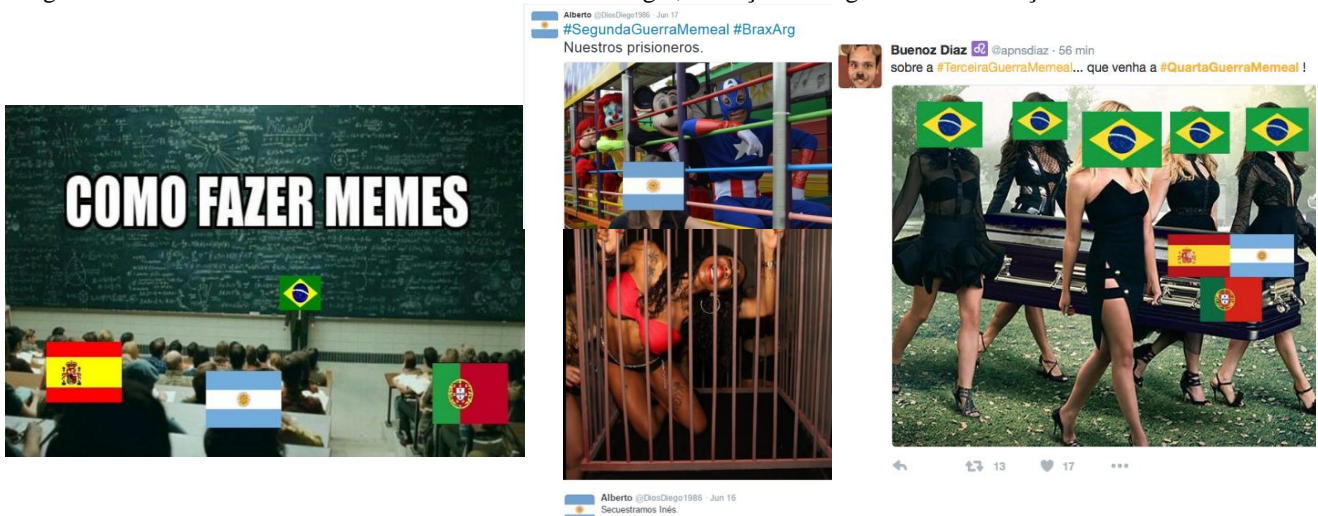 COMO FAZER MEMES
Alberto @DiosDiego1986 · Jun 17
#SegundaGuerraMemeal #BraxArg
Nuestros prisioneros.
Alberto @DiosDiego1986 · Jun 16
Secuestramos Inés.
Buenoz Diaz ♌ @apnsdiaz · 56 min
sobre a #TerceiraGuerraMemeal... que venha a #QuartaGuerraMemeal !
13 17